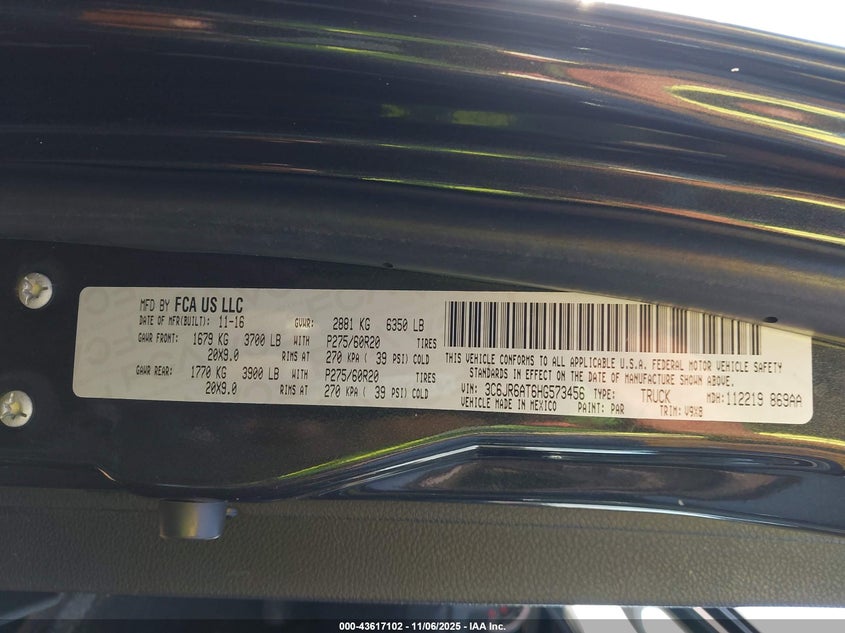 MFD BY FCA US LLC
DATE OF MFR(BUILT): 11-16 GVWR: 2881 KG 6350 LB
GAWR FRONT: 1679 KG 3700 LB WITH P275/60R20 TIRES
20X9.0 RIMS AT 270 KPA ( 39 PSI) COLD
GAWR REAR: 1770 KG 3900 LB WITH P275/60R20 TIRES
20X9.0 RIMS AT 270 KPA ( 39 PSI) COLD
THIS VEHICLE CONFORMS TO ALL APPLICABLE U.S.A. FEDERAL MOTOR VEHICLE SAFETY
STANDARDS IN EFFECT ON THE DATE OF MANUFACTURE SHOWN ABOVE.
VIN: 3C6JR6AT6HG573456 TYPE: TRUCK MDH: 112219 869AA
VEHICLE MADE IN MEXICO PAINT: PAR TRIM: V9X8
000-43617102 - 11/06/2025 - IAA Inc.